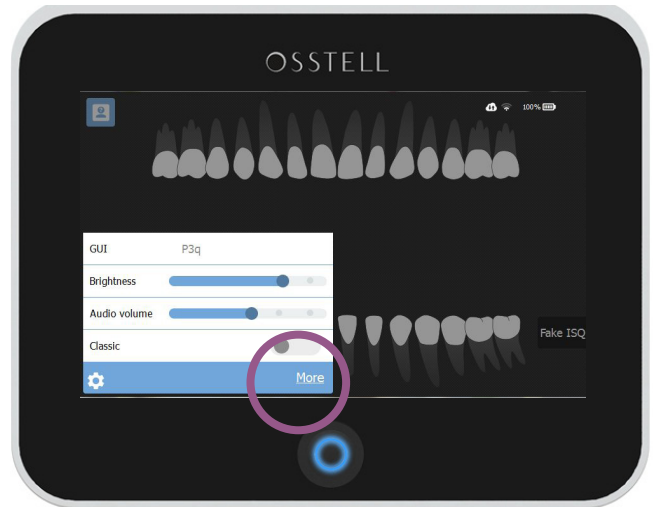 OSSTELL
100%
GUI P3q
Brightness
Audio volume
Classic
Fake ISQ
More